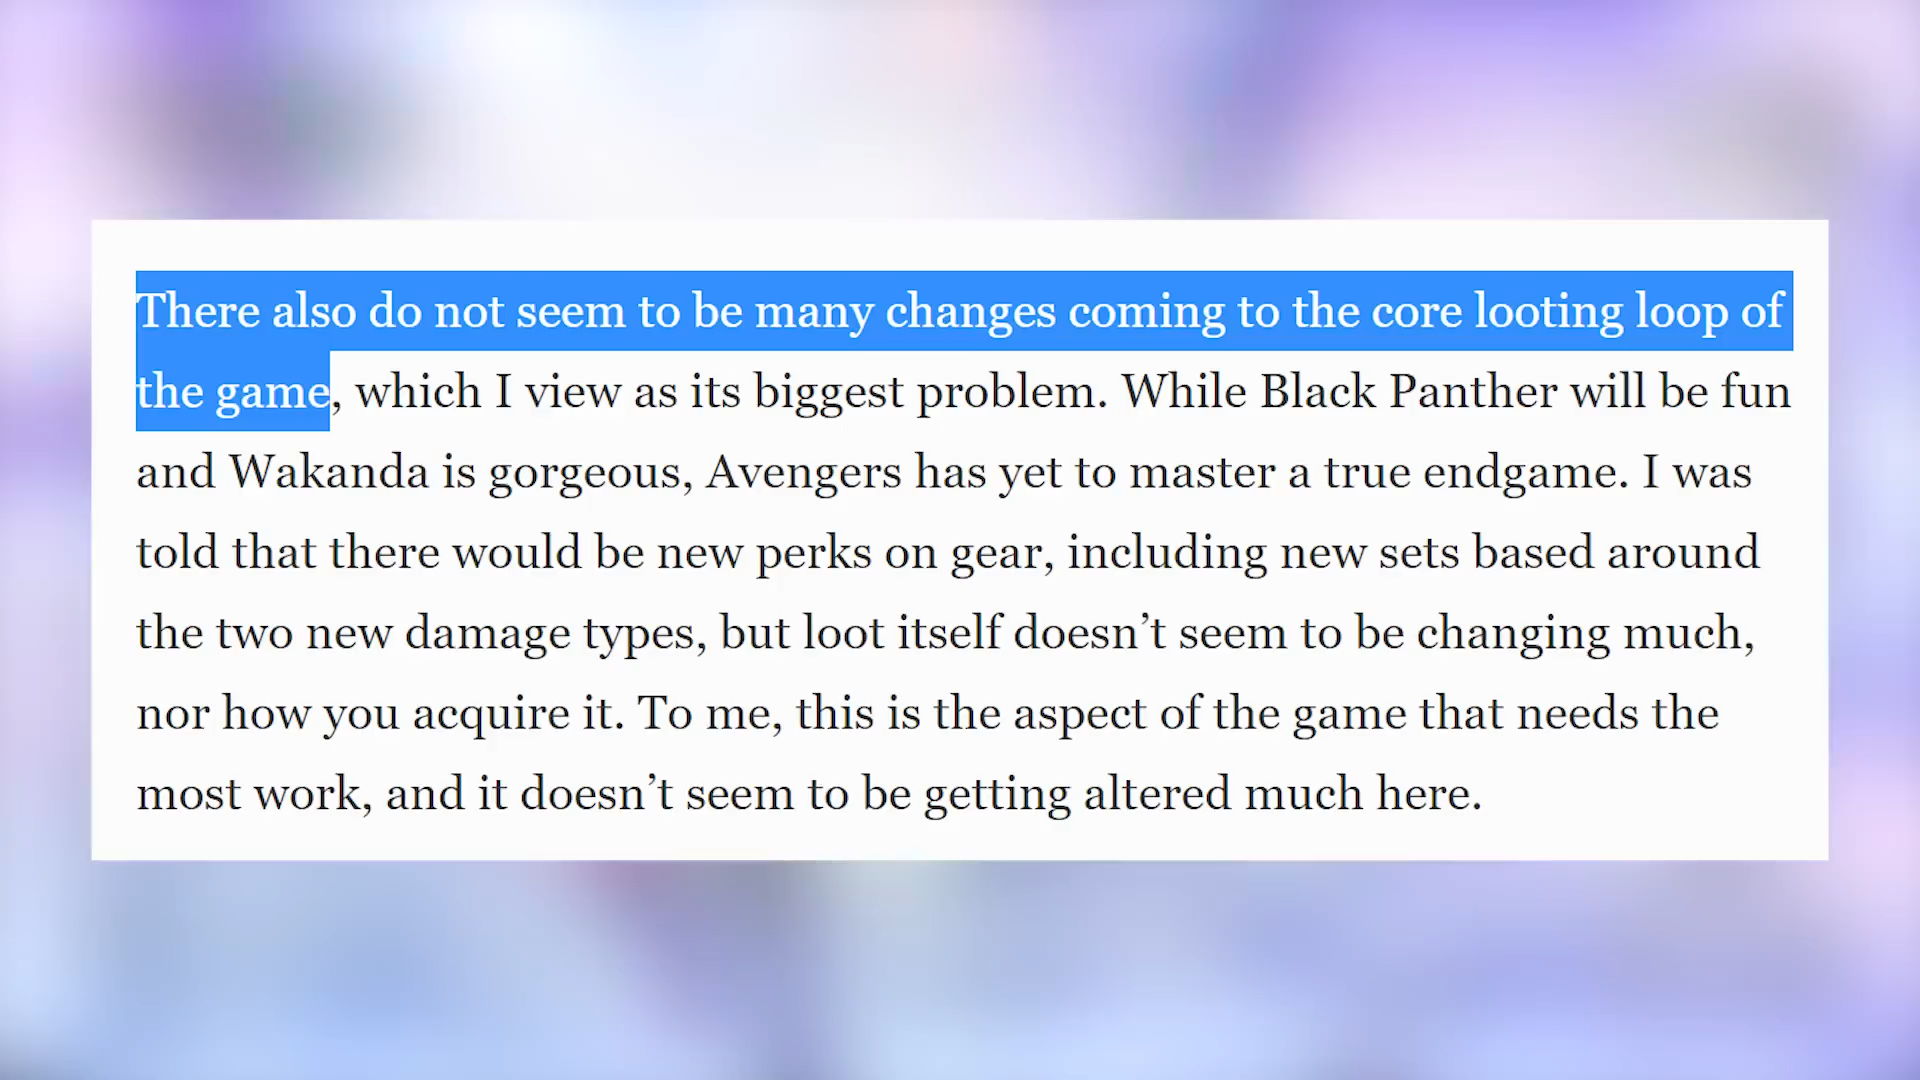 There also do not seem to be many changes coming to the core looting loop of
the game, which I view as its biggest problem. While Black Panther will be fun
and Wakanda is gorgeous, Avengers has yet to master a true endgame. I was
told that there would be new perks on gear, including new sets based around
the two new damage types, but loot itself doesn’t seem to be changing much,
nor how you acquire it. To me, this is the aspect of the game that needs the
most work, and it doesn’t seem to be getting altered much here.